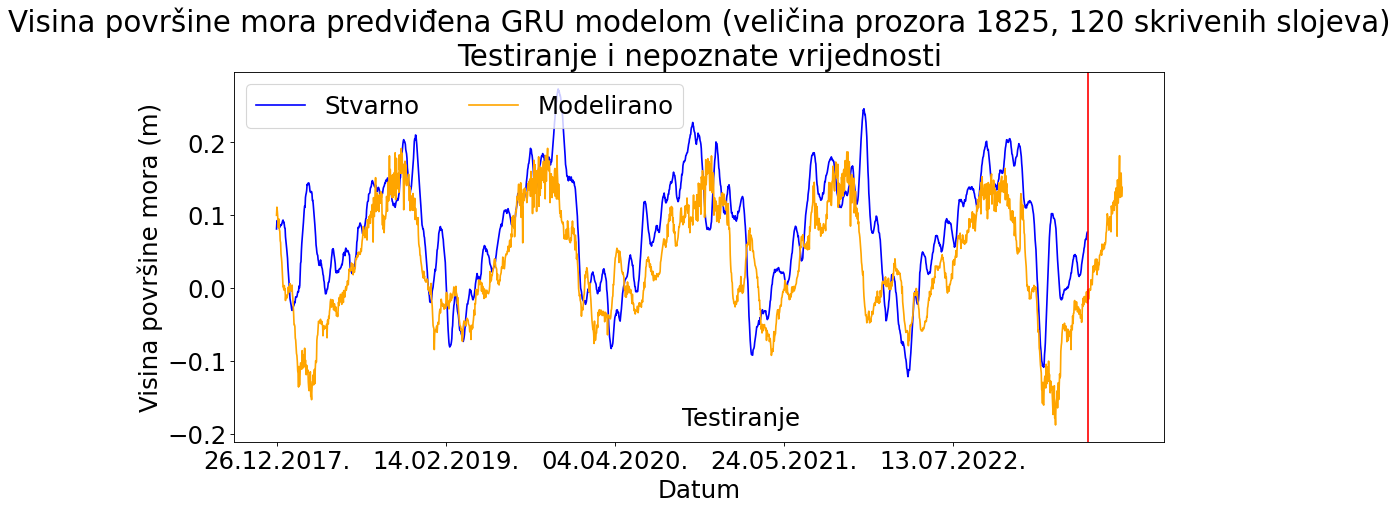 Visina površine mora predviđena GRU modelom (veličina prozora 1825, 120 skrivenih slojeva)
Testiranje i nepoznate vrijednosti
Stvarno
Modelirano
Visina površine mora (m)
0.2
0.1
0.0
−0.1
−0.2
Testiranje
26.12.2017.
14.02.2019.
04.04.2020.
24.05.2021.
13.07.2022.
Datum